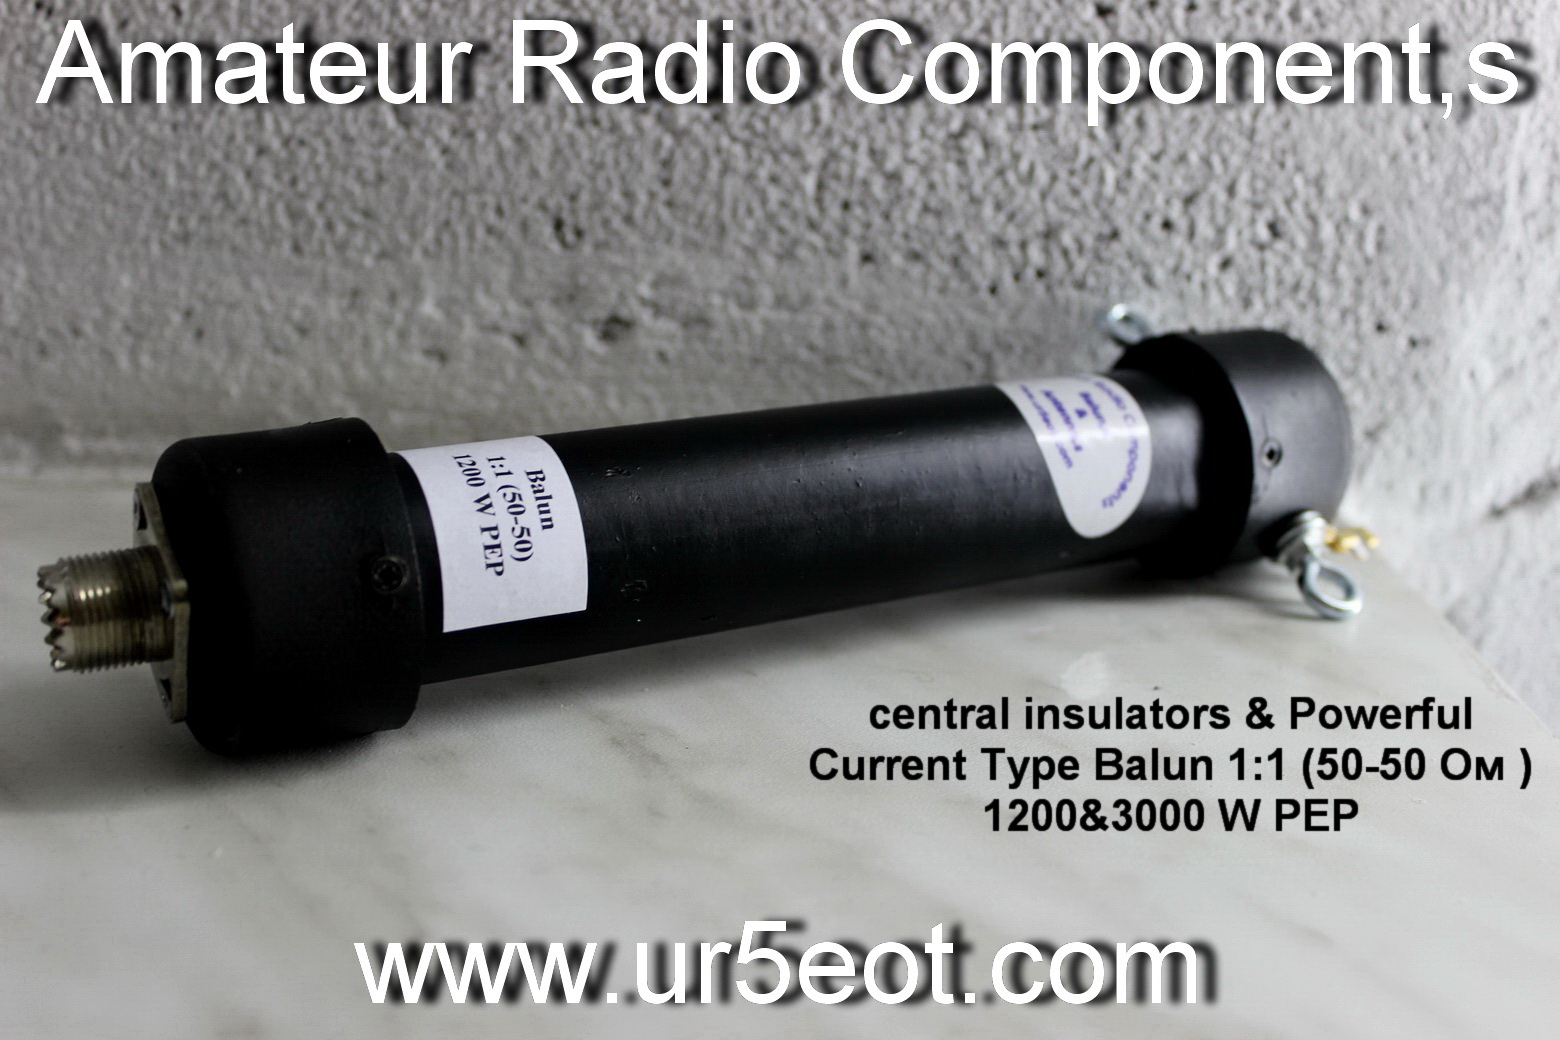 Amateur Radio Component,s
Balun
1:1 (50-50)
1200 W PEP
central insulators & Powerful
Current Type Balun 1:1 (50-50 Ом )
1200&3000 W PEP
www.ur5eot.com